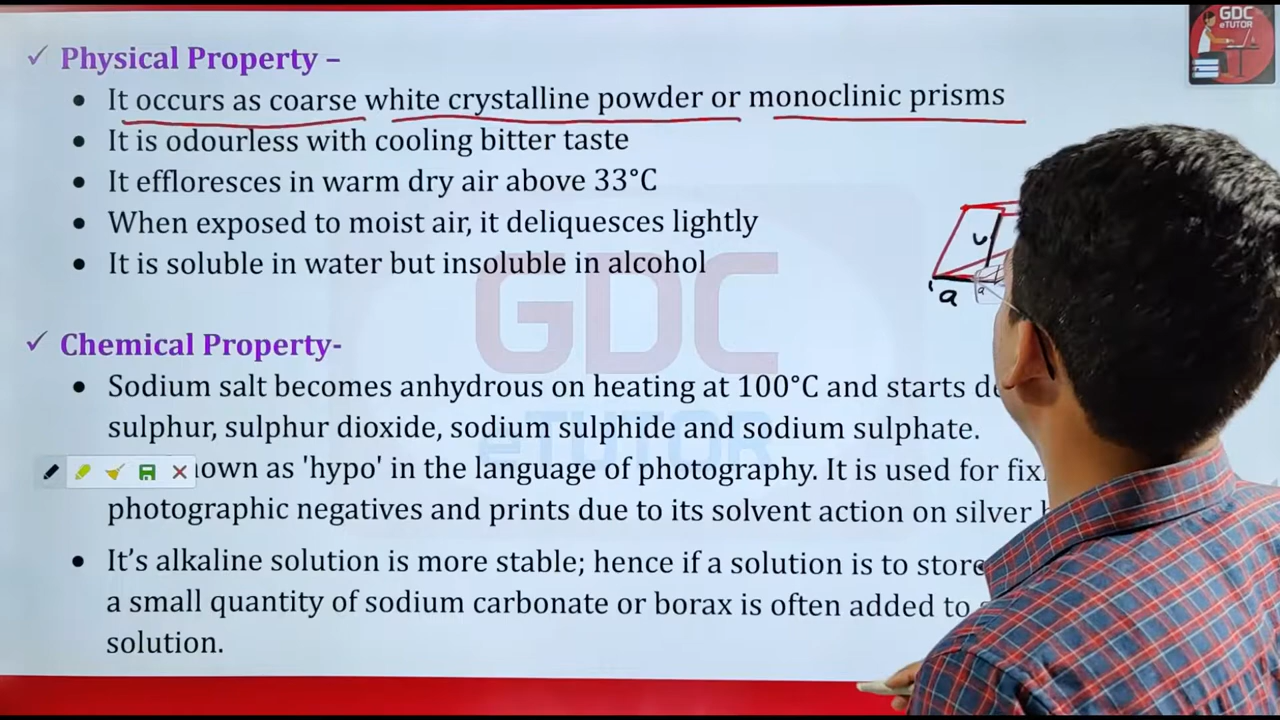 GDC
eTUTOR
✓ Physical Property –
• It occurs as coarse white crystalline powder or monoclinic prisms
• It is odourless with cooling bitter taste
• It effloresces in warm dry air above 33°C
• When exposed to moist air, it deliquesces lightly
• It is soluble in water but insoluble in alcohol
a
GDC
eTUTOR
✓ Chemical Property-
• Sodium salt becomes anhydrous on heating at 100°C and starts
sulphur, sulphur dioxide, sodium sulphide and sodium sulphate.
as 'hypo' in the language of photography. It is used for
photographic negatives and prints due to its solvent action on silver
• It’s alkaline solution is more stable; hence if a solution is to store
a small quantity of sodium carbonate or borax is often added to
solution.